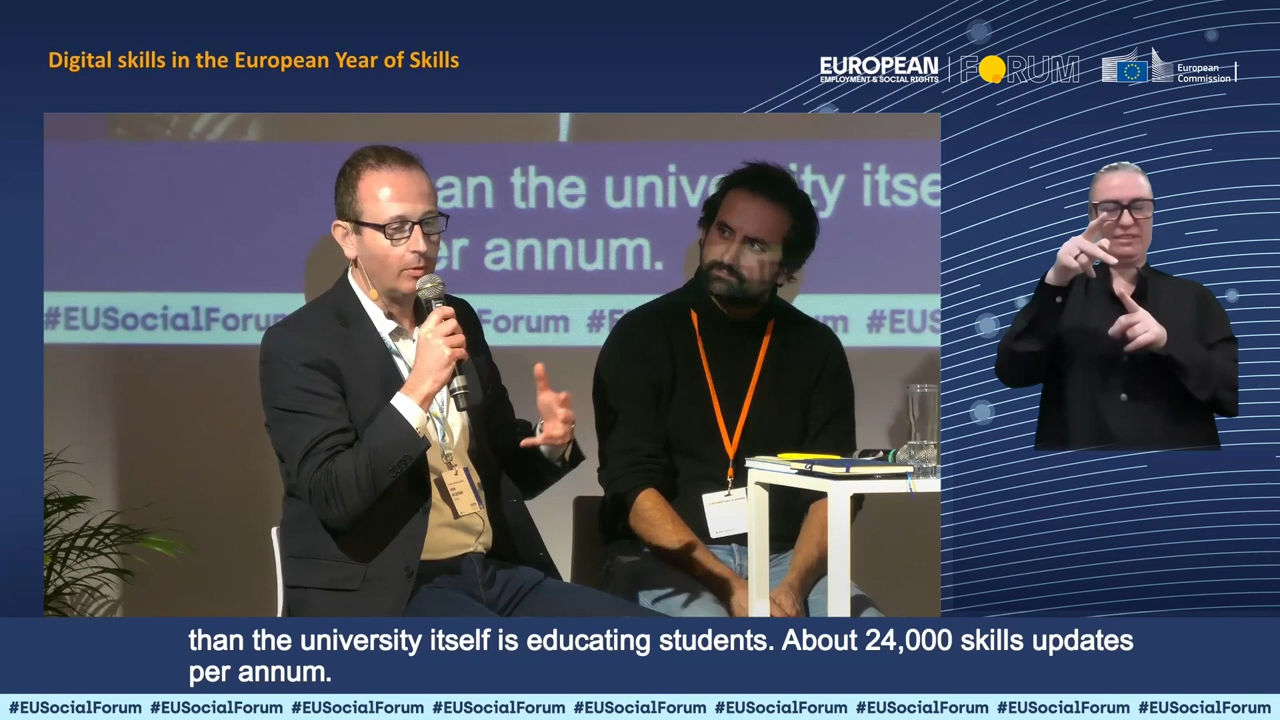 Digital skills in the European Year of Skills
EUROPEAN
EMPLOYMENT & SOCIAL RIGHTS
FORUM
European
Commission
an the university itse
er annum.
#EUSocialForum
Forum
#EUS
than the university itself is educating students. About 24,000 skills updates
per annum.
#EUSocialForum #EUSocialForum #EUSocialForum #EUSocialForum #EUSocialForum #EUSocialForum #EUSocialForum #EUSocialForum #EUSocialForum